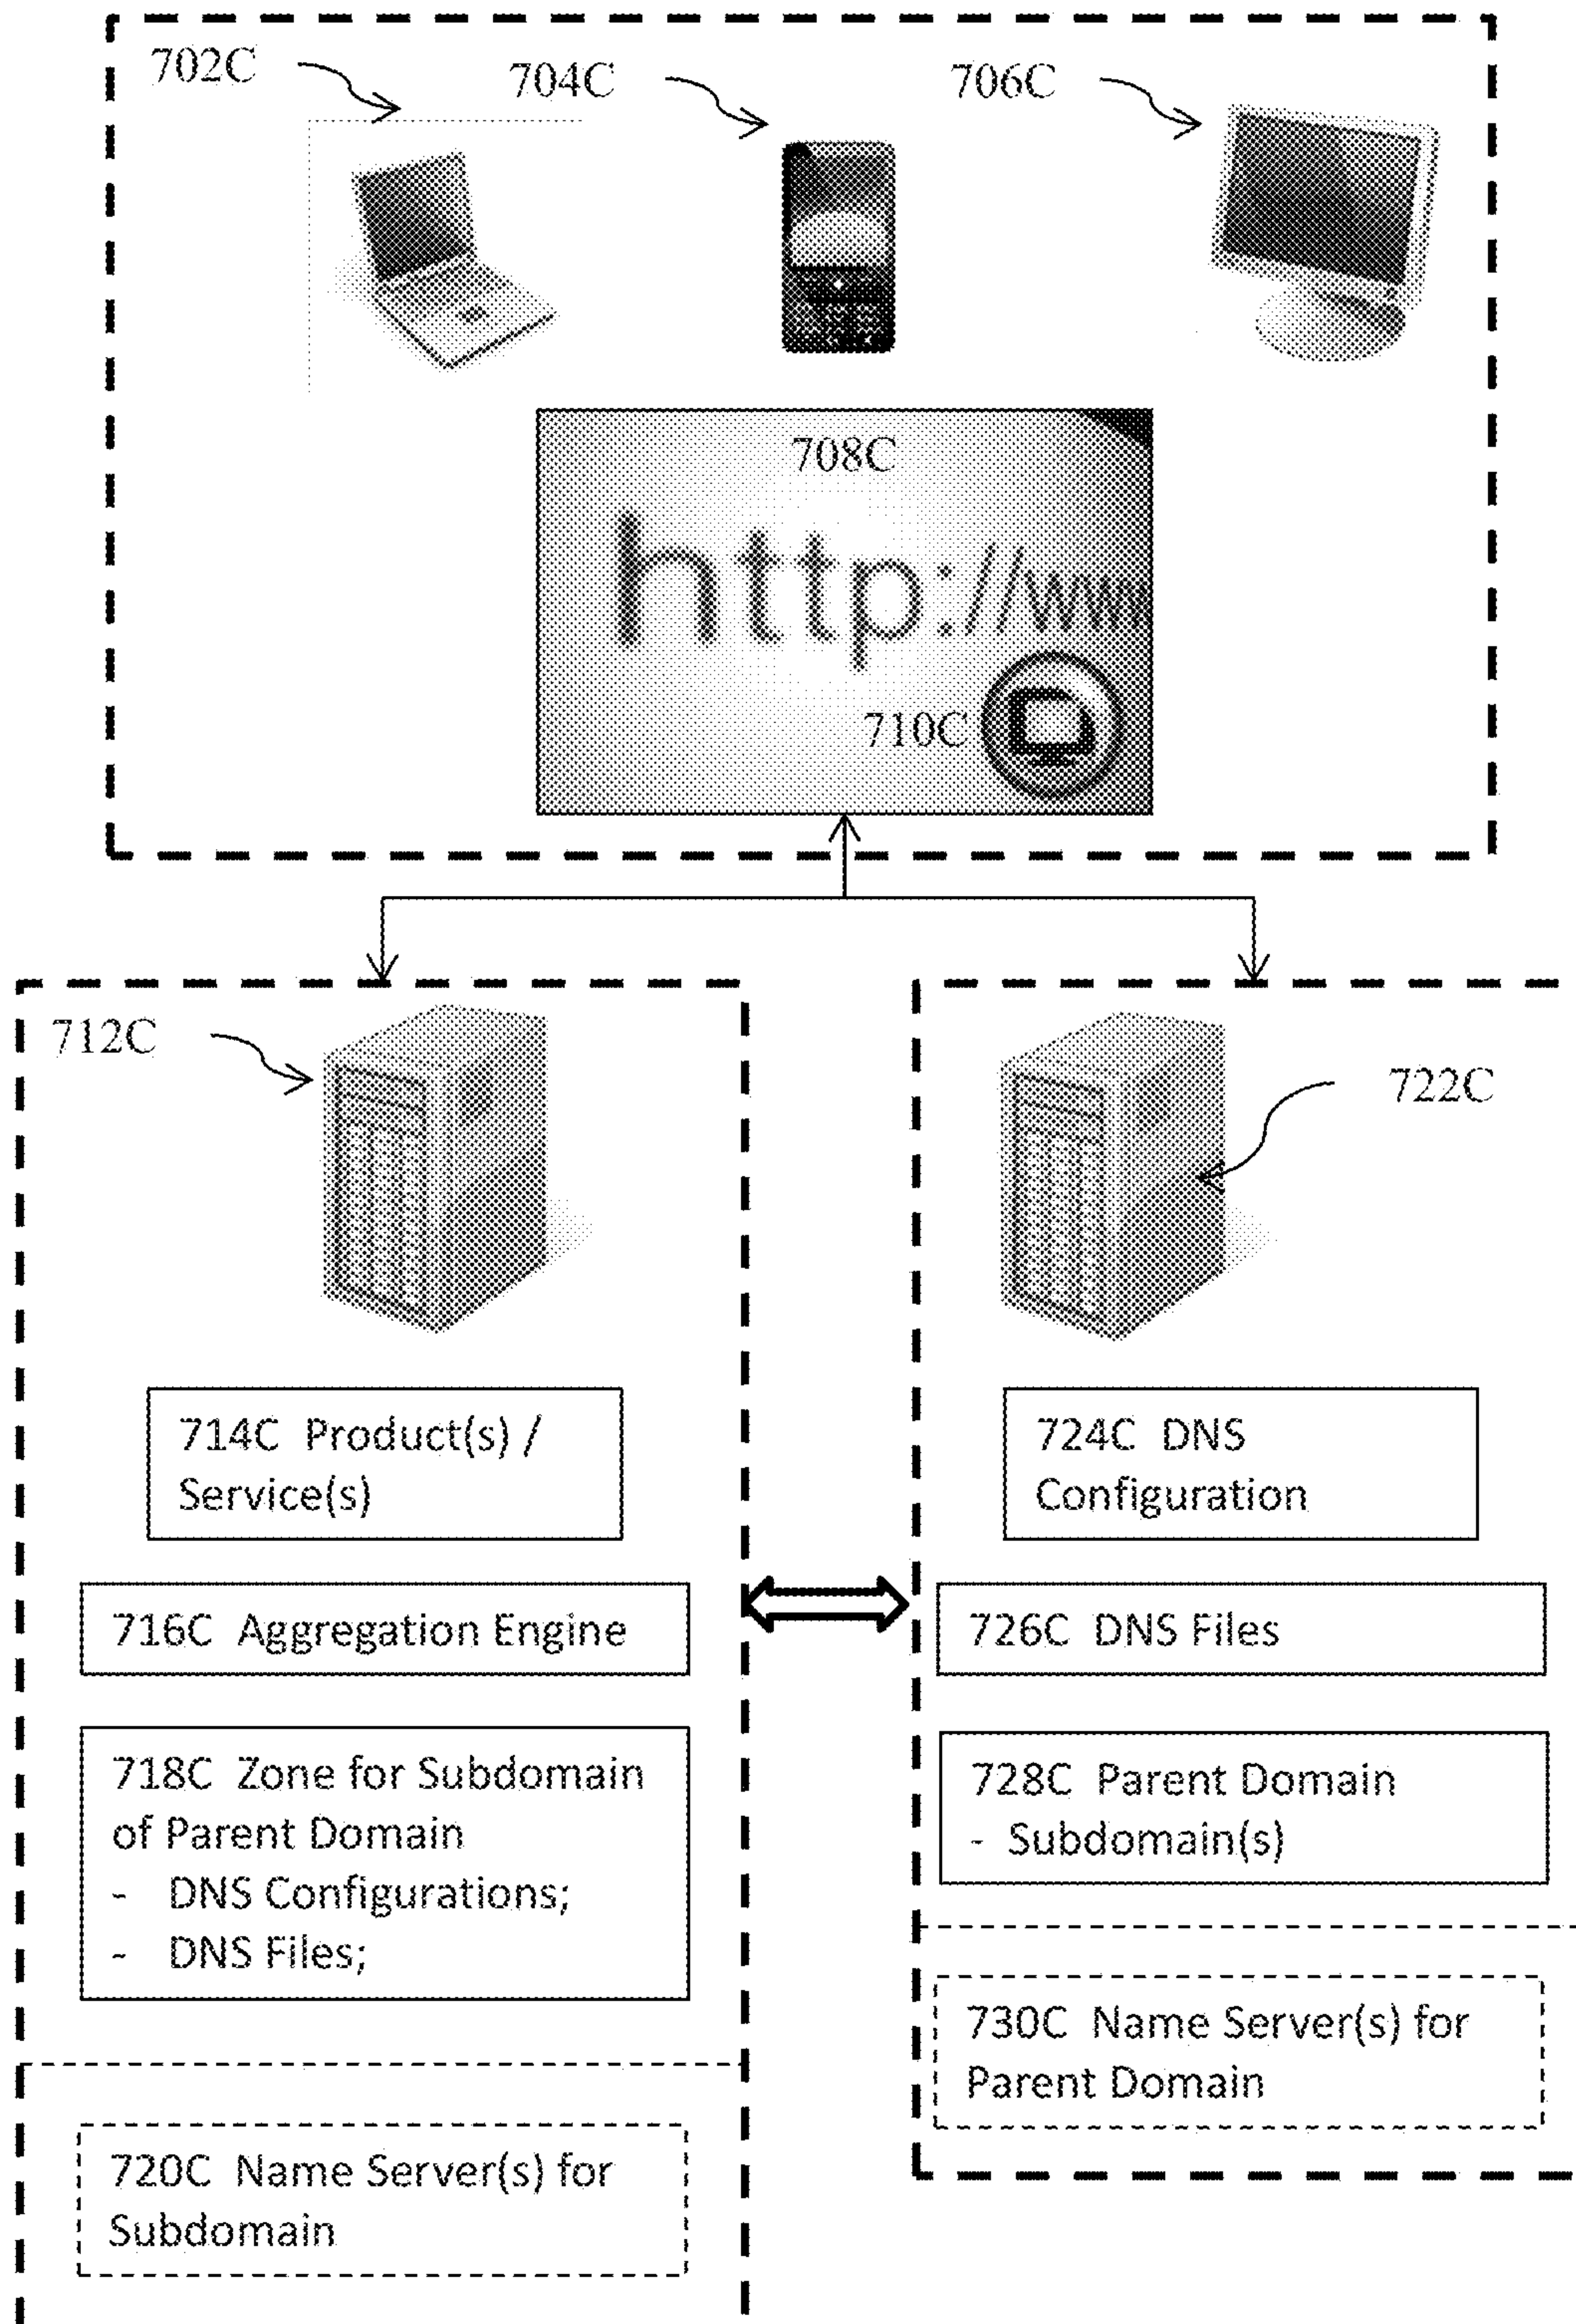 702C
704C
706C
708C
http://www
710C
712C
714C Product(s) /
Service(s)
716C Aggregation Engine
718C Zone for Subdomain
of Parent Domain
- DNS Configurations;
- DNS Files;
720C Name Server(s) for
Subdomain
722C
724C DNS
Configuration
726C DNS Files
728C Parent Domain
- Subdomain(s)
730C Name Server(s) for
Parent Domain